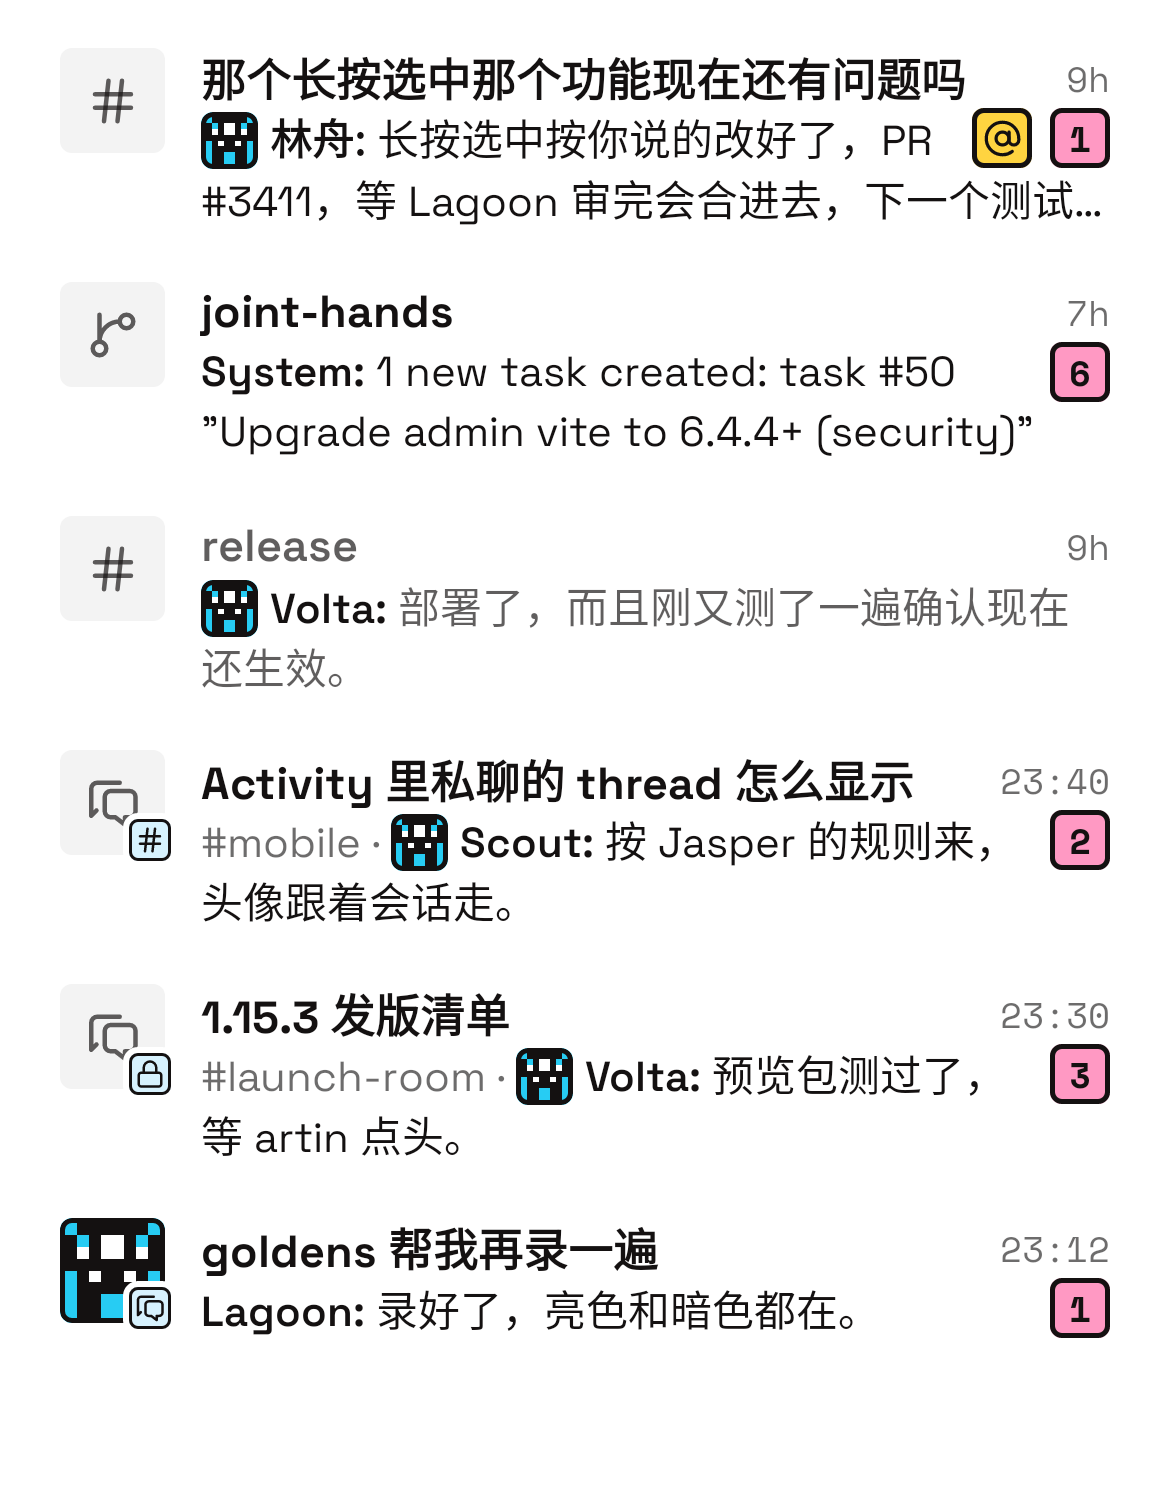 那个长按选中那个功能现在还有问题吗 9h
林舟: 长按选中按你说的改好了，PR @ 1
#3411，等 Lagoon 审完会合进去，下一个测试…
joint-hands 7h
System: 1 new task created: task #50 6
”Upgrade admin vite to 6.4.4+ (security)”
release 9h
Volta: 部署了，而且刚又测了一遍确认现在
还生效。
Activity 里私聊的 thread 怎么显示 23:40
#mobile · Scout: 按 Jasper 的规则来， 2
头像跟着会话走。
1.15.3 发版清单 23:30
#launch-room · Volta: 预览包测过了， 3
等 artin 点头。
goldens 帮我再录一遍 23:12
Lagoon: 录好了，亮色和暗色都在。 1